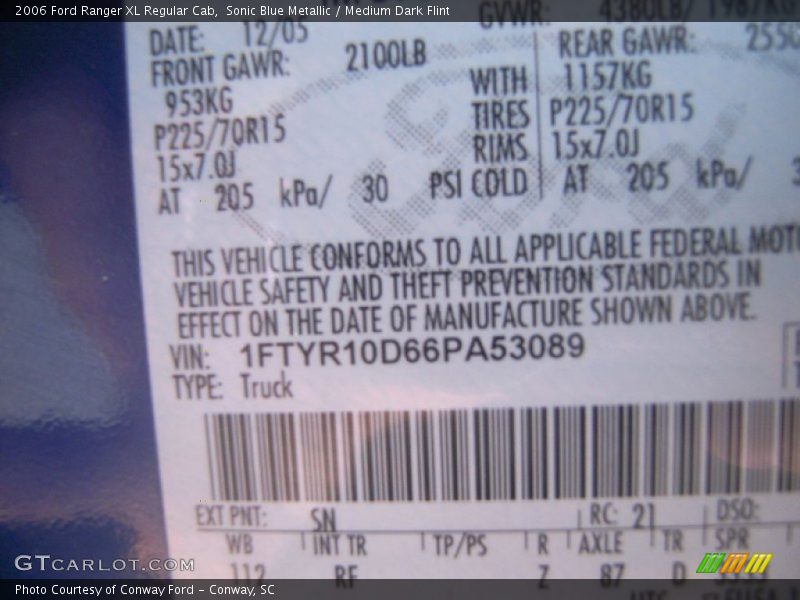 2006 Ford Ranger XL Regular Cab, Sonic Blue Metallic / Medium Dark Flint
GVWR: 4380LB/ 1987KG
DATE: 12/05
FRONT GAWR: 2100LB
REAR GAWR:
953KG WITH 1157KG
P225/70R15 TIRES P225/70R15
15x7.0J RIMS 15x7.0J
AT 205 kPa/ 30 PSI COLD AT 205 kPa/
THIS VEHICLE CONFORMS TO ALL APPLICABLE FEDERAL MOTO
VEHICLE SAFETY AND THEFT PREVENTION STANDARDS IN
EFFECT ON THE DATE OF MANUFACTURE SHOWN ABOVE.
VIN: 1FTYR10D66PA53089
TYPE: Truck
EXT PNT: SN RC: 21 DSO:
WB INT TR TP/PS R AXLE TR SPR
112 RF Z 87 D
GTCARLOT.COM
Photo Courtesy of Conway Ford - Conway, SC